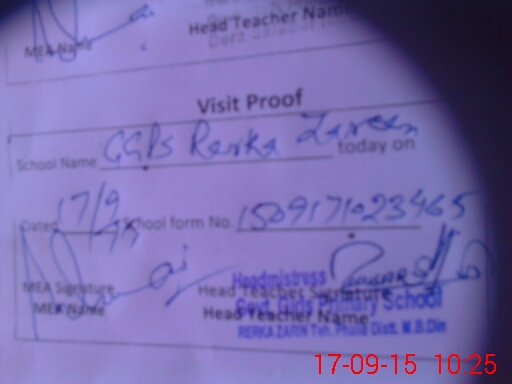 Head Teacher Name
MEA Name
Visit Proof
School Name GGPS Rerka Zareen today on
Dated 17/9 School form No. 1509171023465
MEA Signature Head Teacher Signature
MEA Name Head Teacher Name
Headmistress
Govt. Girls Primary School
RERKA ZARIN Teh. Phalia Distt. M.B.Din
17-09-15 10:25